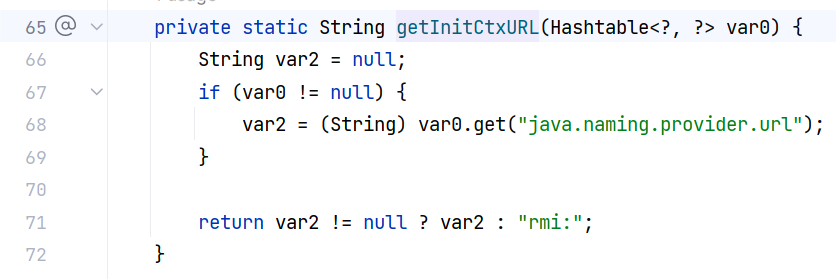 65 @ private static String getInitCtxURL(Hashtable<?, ?> var0) {
66 String var2 = null;
67 if (var0 != null) {
68 var2 = (String) var0.get("java.naming.provider.url");
69 }
70
71 return var2 != null ? var2 : "rmi:";
72 }